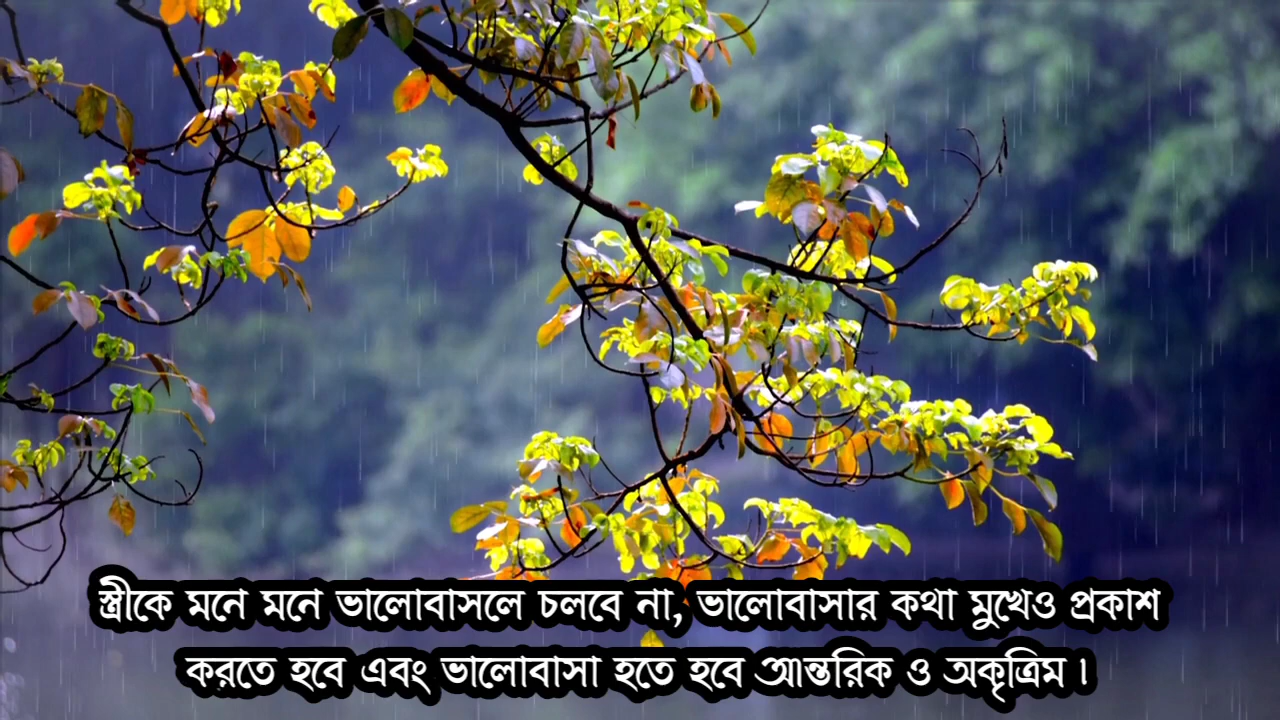 স্ত্রীকে মনে মনে ভালোবাসলে চলবে না, ভালোবাসার কথা মুখেও প্রকাশ
করতে হবে এবং ভালোবাসা হতে হবে আন্তরিক ও অকৃত্রিম।